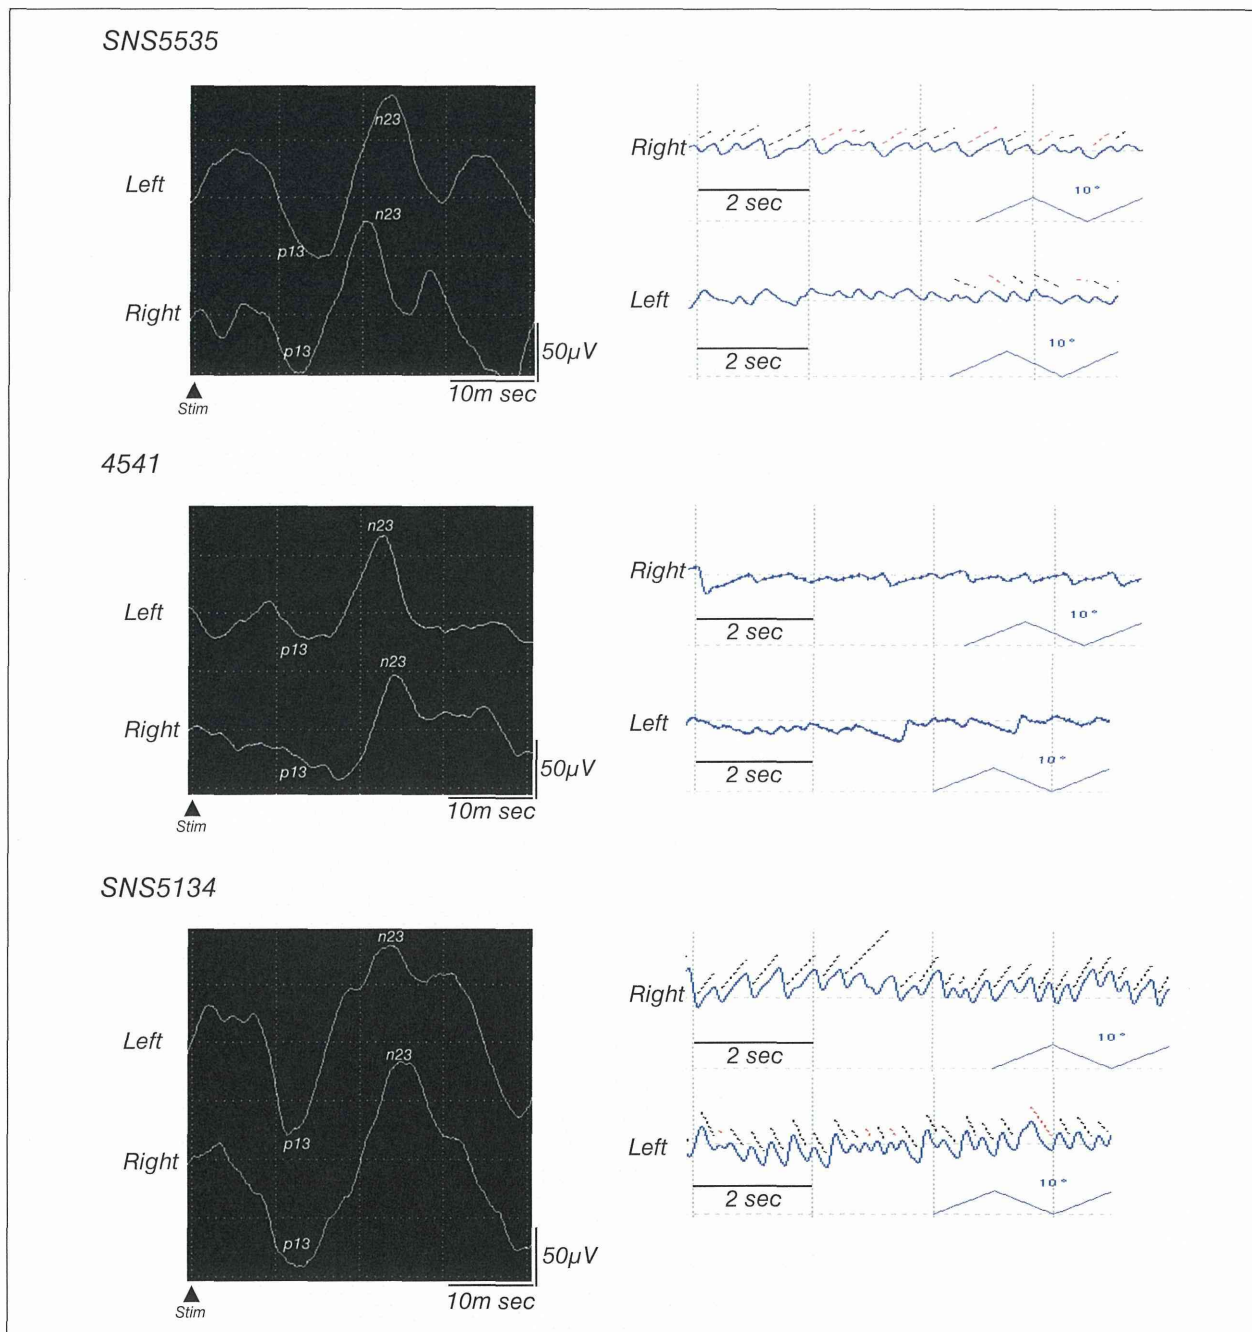 SNS5535
n23
Left
n23
p13
Right
p13
50μV
10m sec
Stim
Right
2 sec
10°
Left
2 sec
10°
4541
n23
Left
p13
n23
Right
p13
50μV
10m sec
Stim
Right
2 sec
10°
Left
2 sec
10°
SNS5134
n23
Left
p13
n23
Right
p13
50μV
10m sec
Stim
Right
2 sec
10°
Left
2 sec
10°